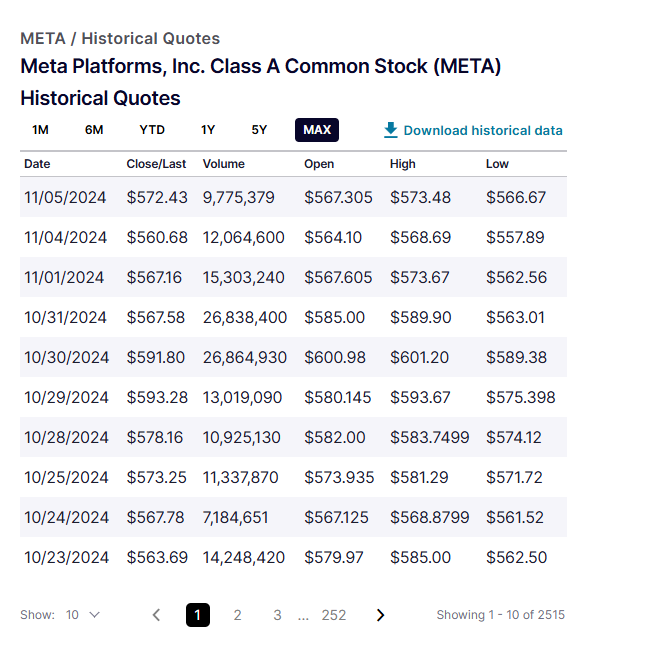 META / Historical Quotes
Meta Platforms, Inc. Class A Common Stock (META)
Historical Quotes
1M 6M YTD 1Y 5Y MAX Download historical data
Date Close/Last Volume Open High Low
11/05/2024 $572.43 9,775,379 $567.305 $573.48 $566.67
11/04/2024 $560.68 12,064,600 $564.10 $568.69 $557.89
11/01/2024 $567.16 15,303,240 $567.605 $573.67 $562.56
10/31/2024 $567.58 26,838,400 $585.00 $589.90 $563.01
10/30/2024 $591.80 26,864,930 $600.98 $601.20 $589.38
10/29/2024 $593.28 13,019,090 $580.145 $593.67 $575.398
10/28/2024 $578.16 10,925,130 $582.00 $583.7499 $574.12
10/25/2024 $573.25 11,337,870 $573.935 $581.29 $571.72
10/24/2024 $567.78 7,184,651 $567.125 $568.8799 $561.52
10/23/2024 $563.69 14,248,420 $579.97 $585.00 $562.50
Show: 10 1 2 3 ... 252 Showing 1 - 10 of 2515